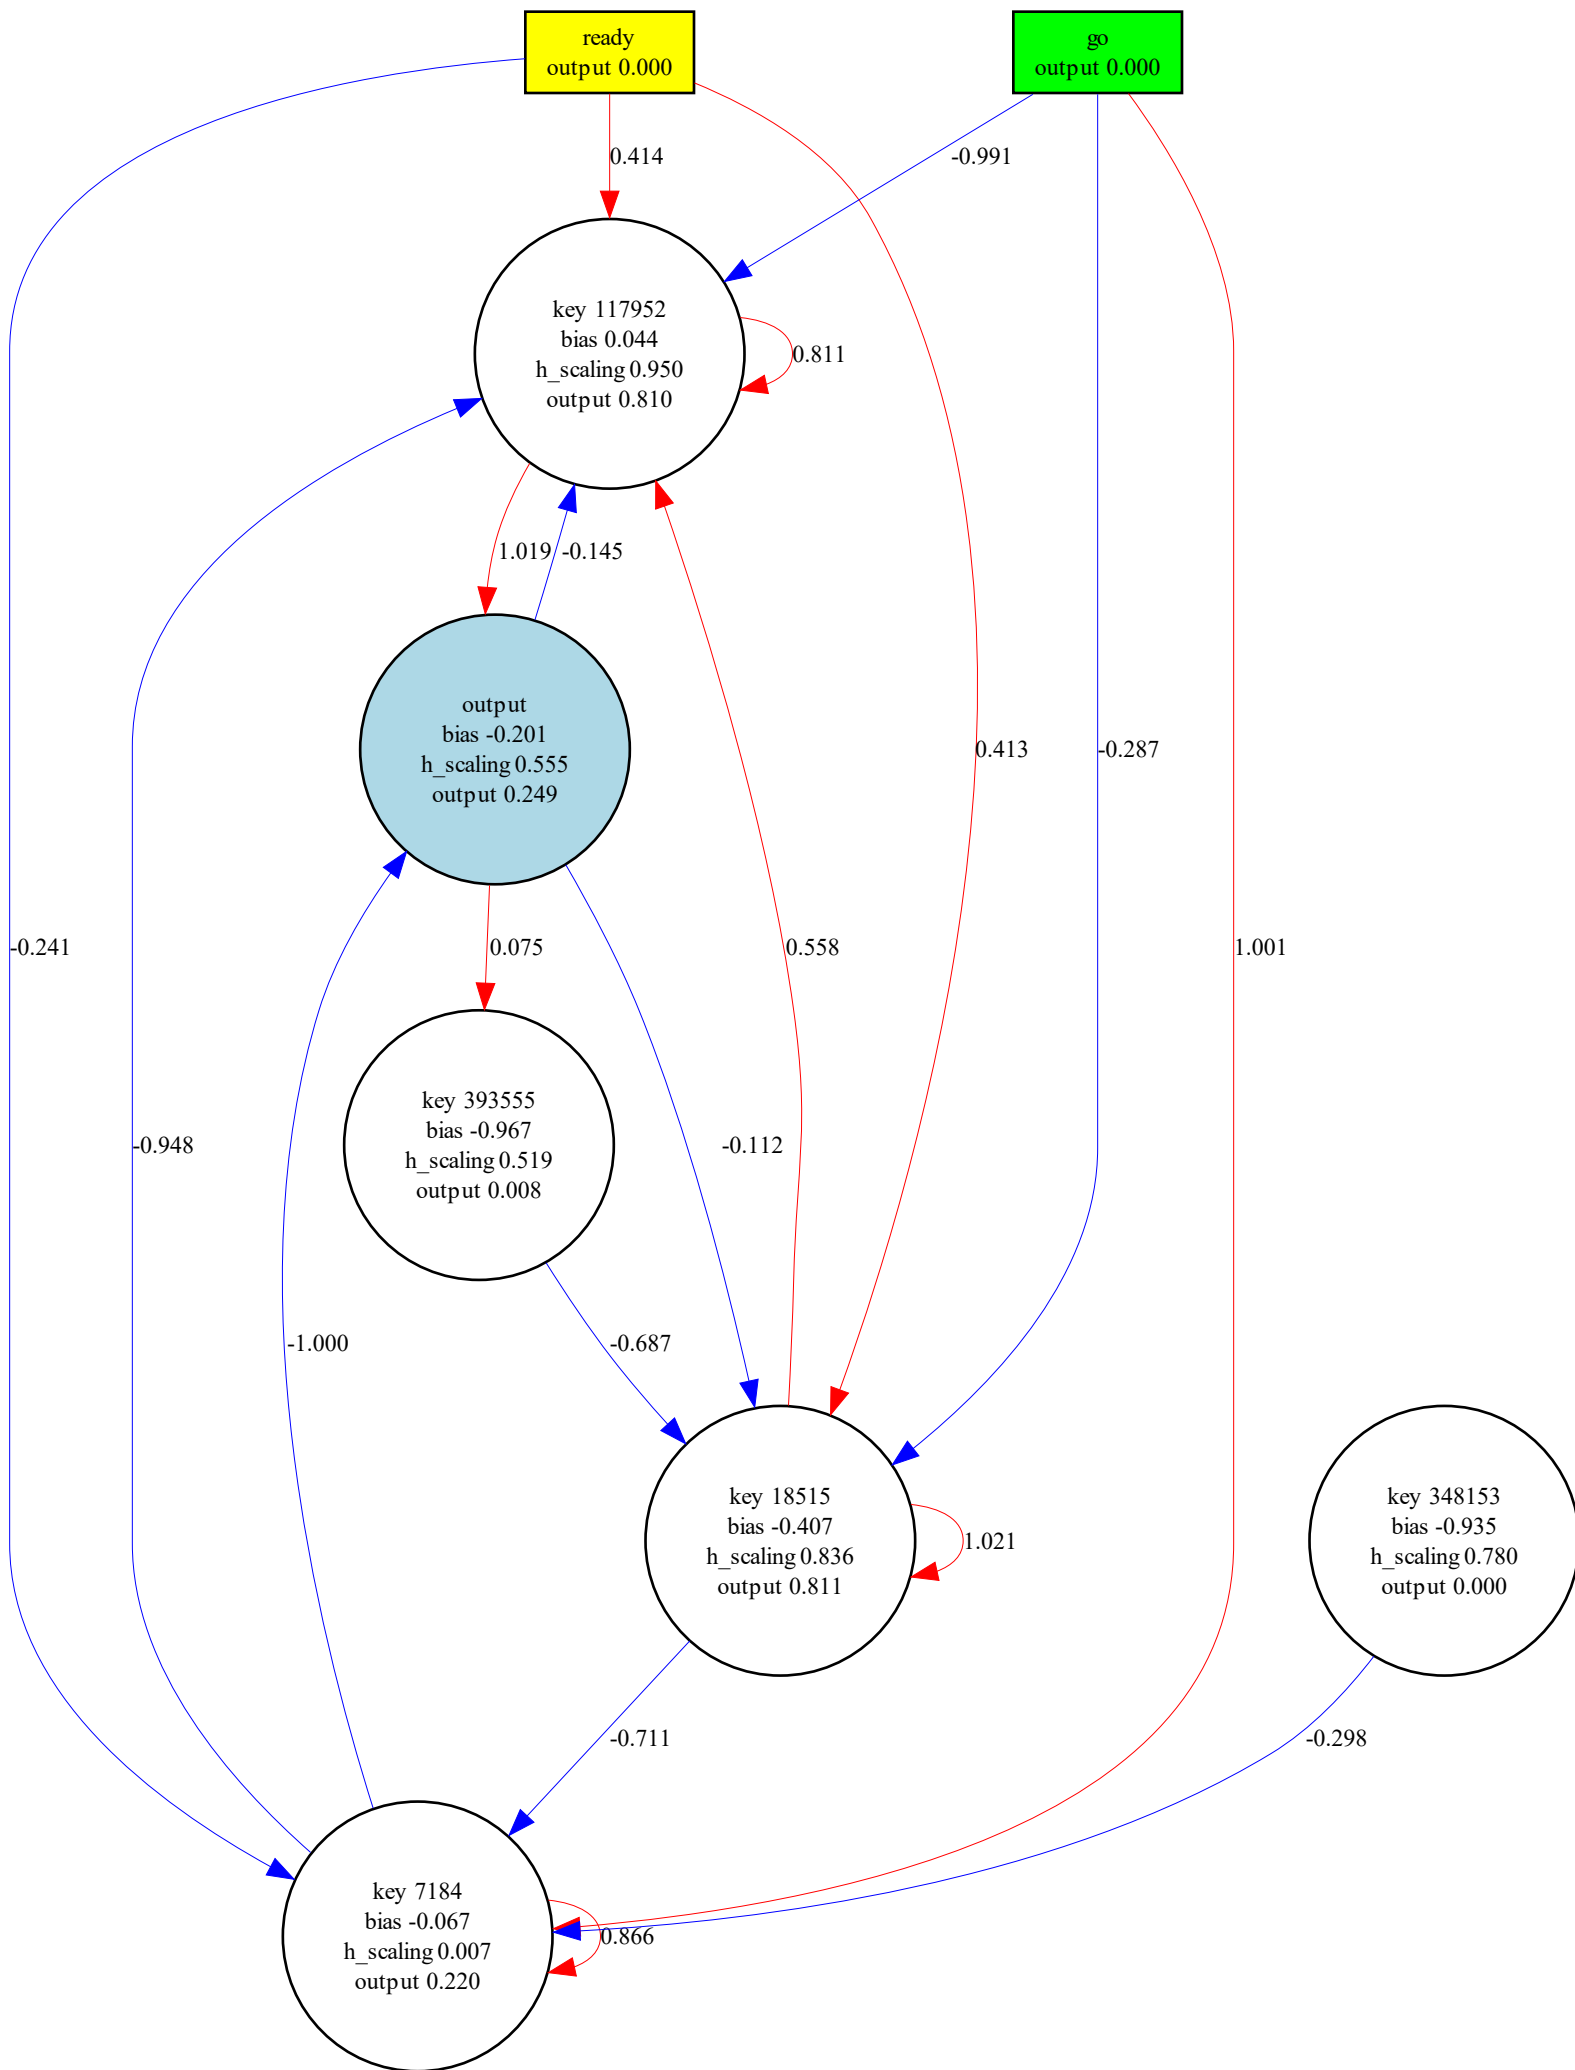 ready
output 0.000
go
output 0.000
0.414
-0.991
key 117952
bias 0.044
h_scaling 0.950
output 0.810
0.811
1.019
-0.145
output
bias -0.201
h_scaling 0.555
output 0.249
0.413
-0.287
-0.241
0.075
0.558
1.001
key 393555
bias -0.967
h_scaling 0.519
output 0.008
-0.948
-0.112
-1.000
-0.687
key 18515
bias -0.407
h_scaling 0.836
output 0.811
1.021
key 348153
bias -0.935
h_scaling 0.780
output 0.000
-0.711
-0.298
key 7184
bias -0.067
h_scaling 0.007
output 0.220
0.866